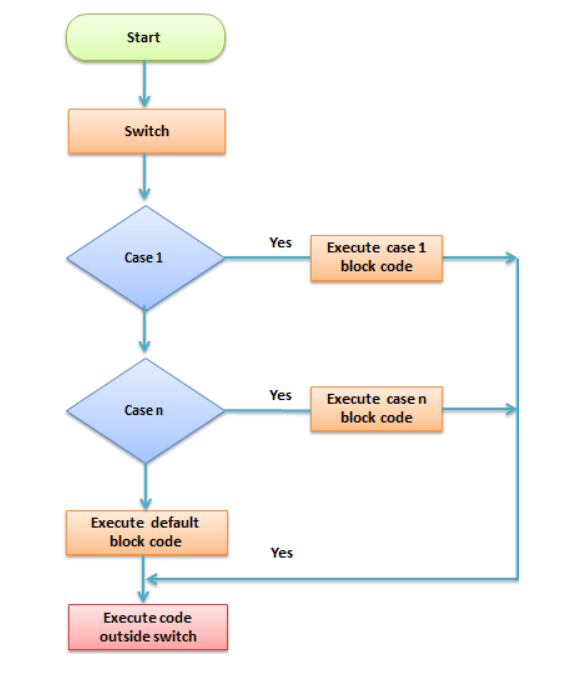 Start
Switch
Case 1
Yes
Execute case 1
block code
Case n
Yes
Execute case n
block code
Execute default
block code
Yes
Execute code
outside switch